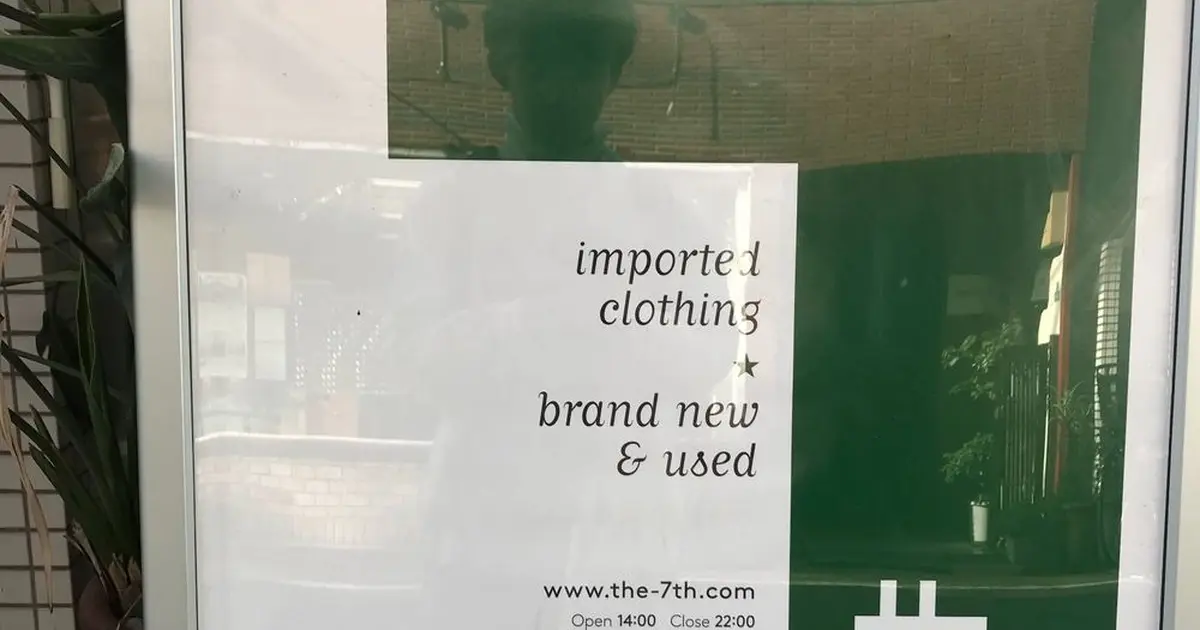 imported
clothing
★
brand new
& used
www.the-7th.com
Open 14:00 Close 22:00